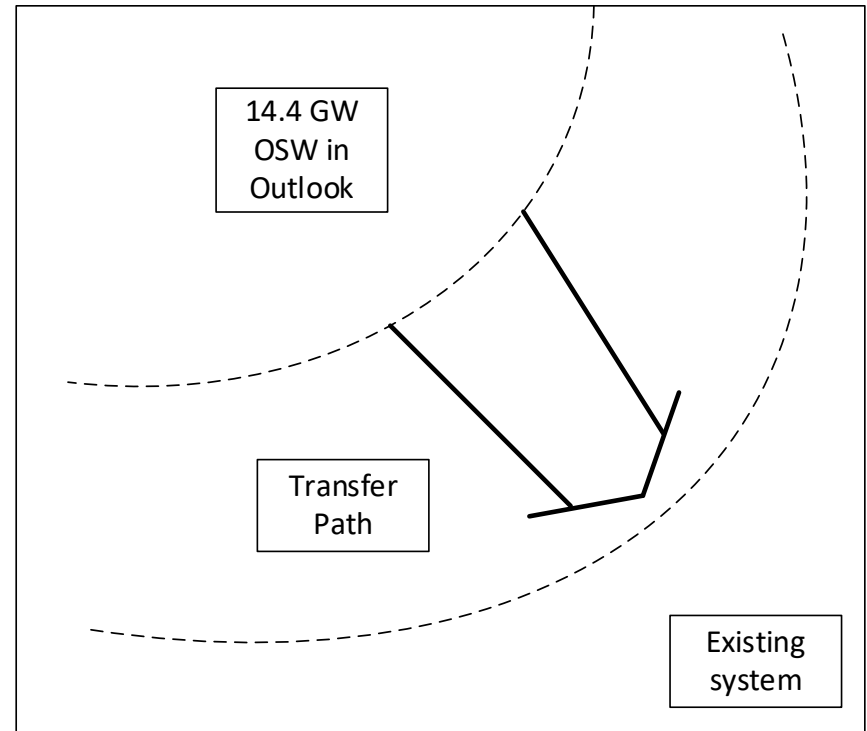 14.4 GW
OSW in
Outlook
Transfer
Path
Existing
system